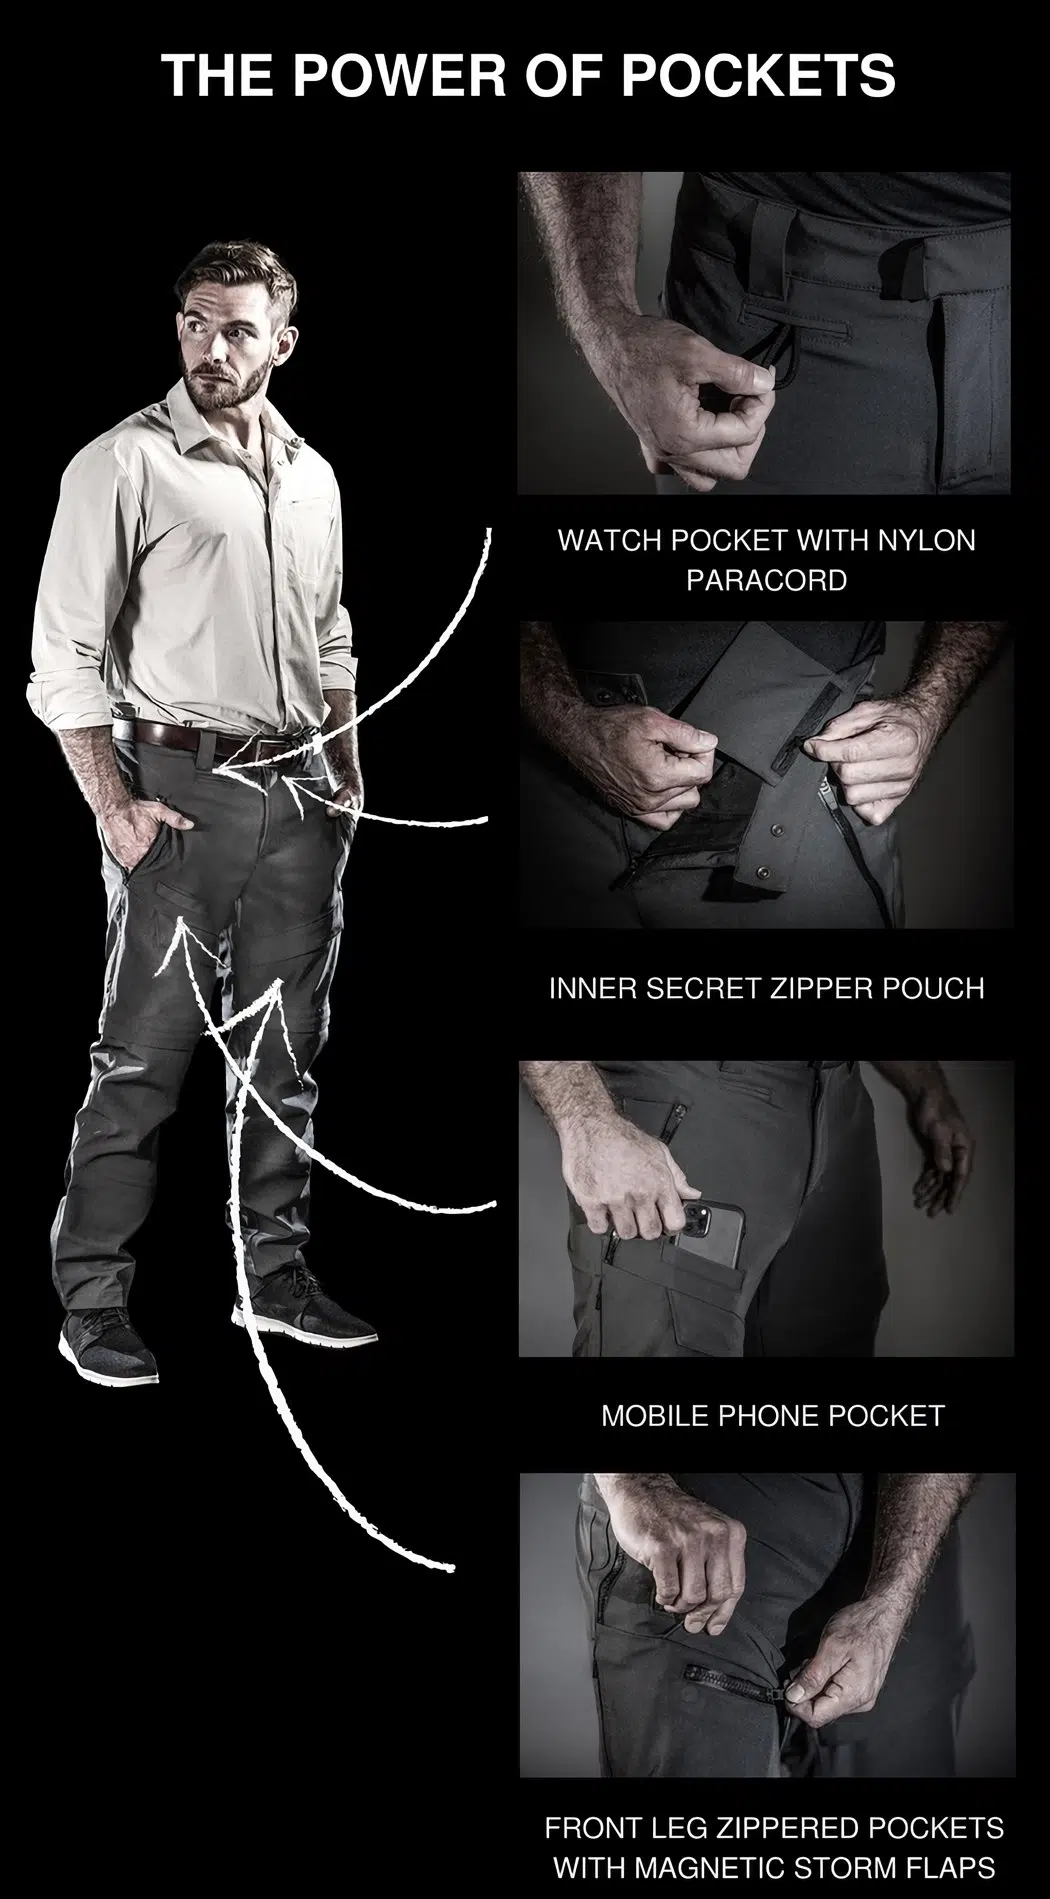 THE POWER OF POCKETS
WATCH POCKET WITH NYLON
PARACORD
INNER SECRET ZIPPER POUCH
MOBILE PHONE POCKET
FRONT LEG ZIPPERED POCKETS
WITH MAGNETIC STORM FLAPS